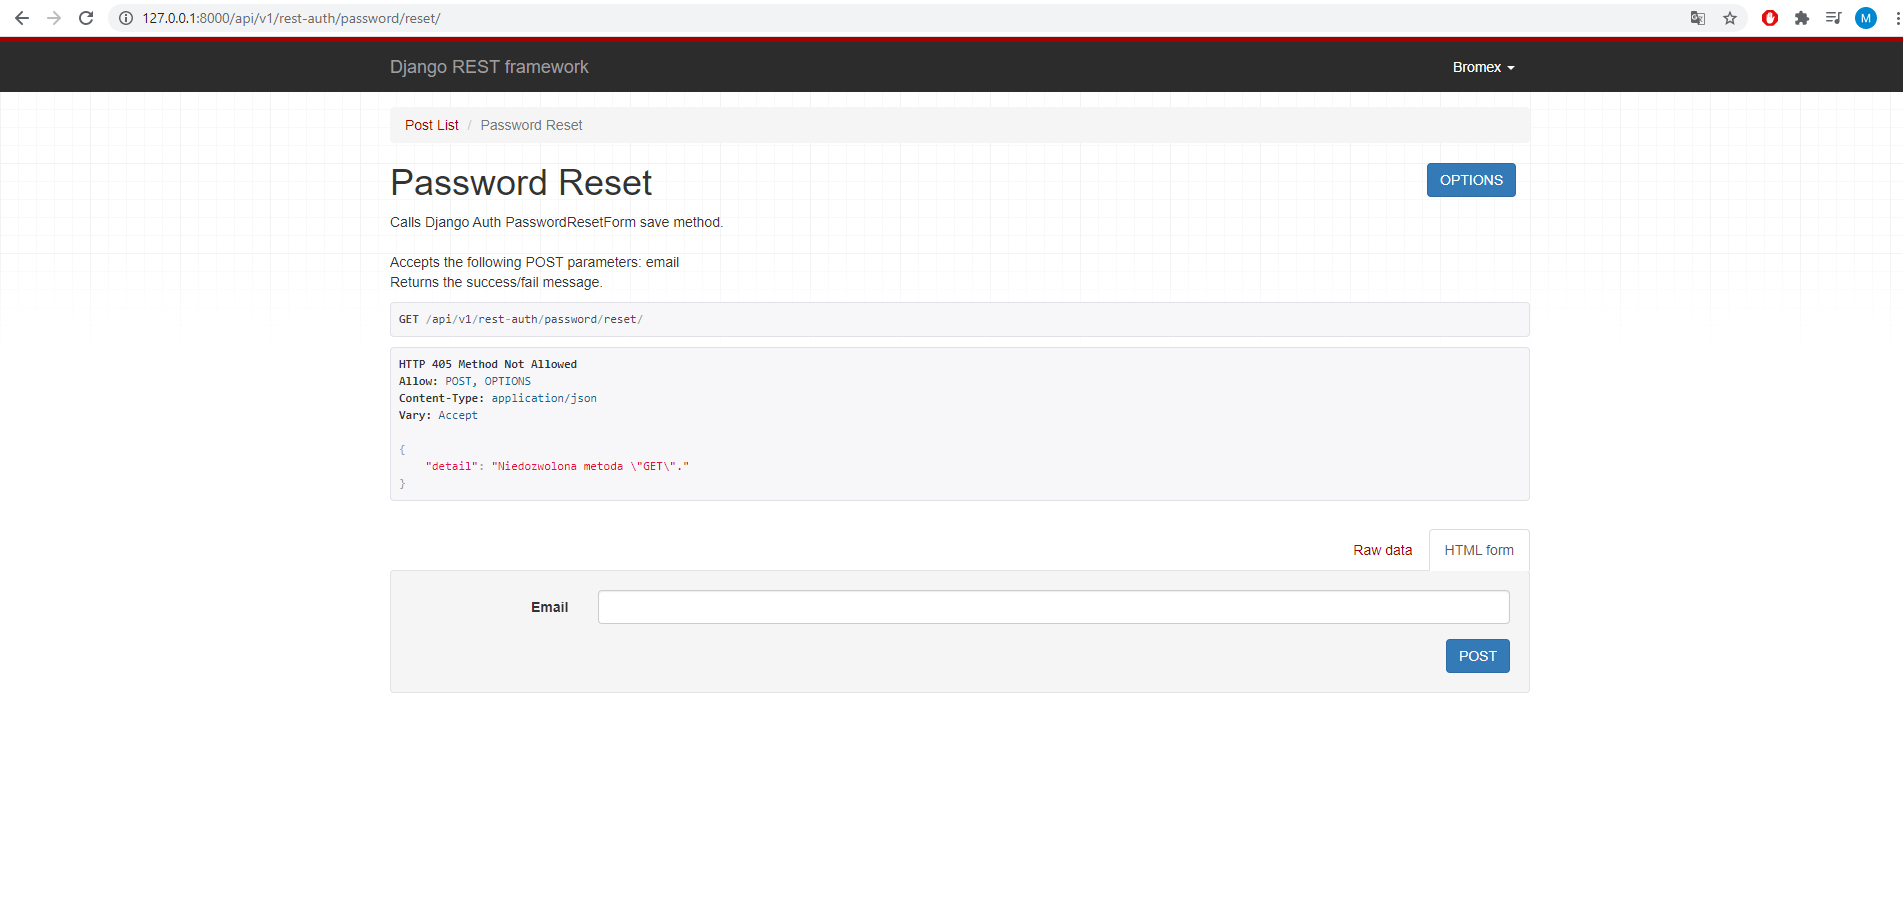 127.0.0.1:8000/api/v1/rest-auth/password/reset/
M
Django REST framework
Bromex
Post List / Password Reset
Password Reset
OPTIONS
Calls Django Auth PasswordResetForm save method.
Accepts the following POST parameters: email
Returns the success/fail message.
GET /api/v1/rest-auth/password/reset/
HTTP 405 Method Not Allowed
Allow: POST, OPTIONS
Content-Type: application/json
Vary: Accept
{
"detail": "Niedozwolona metoda \"GET\"."
}
Raw data
HTML form
Email
POST